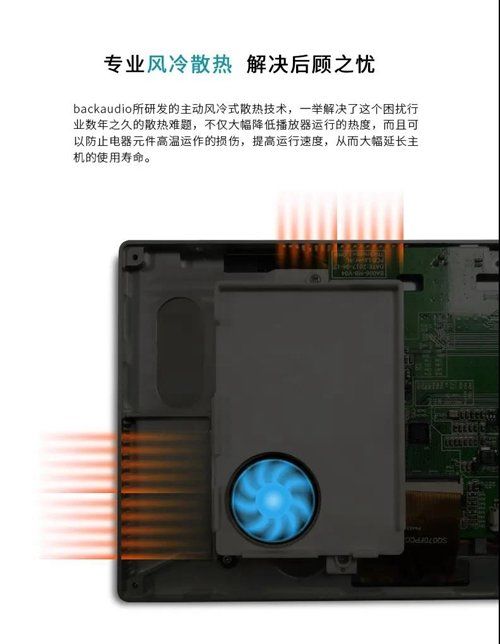 专业风冷散热 解决后顾之忧
backaudio所研发的主动风冷式散热技术，一举解决了这个困扰行
业数年之久的散热难题，不仅大幅降低播放器运行的热度，而且可
以防止电器元件高温运作的损伤，提高运行速度，从而大幅延长主
机的使用寿命。